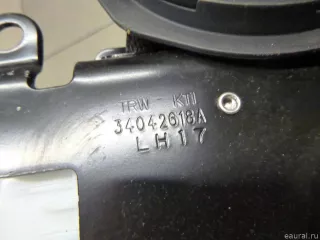 TRW KTI
34042618A
LH17
eaural.ru